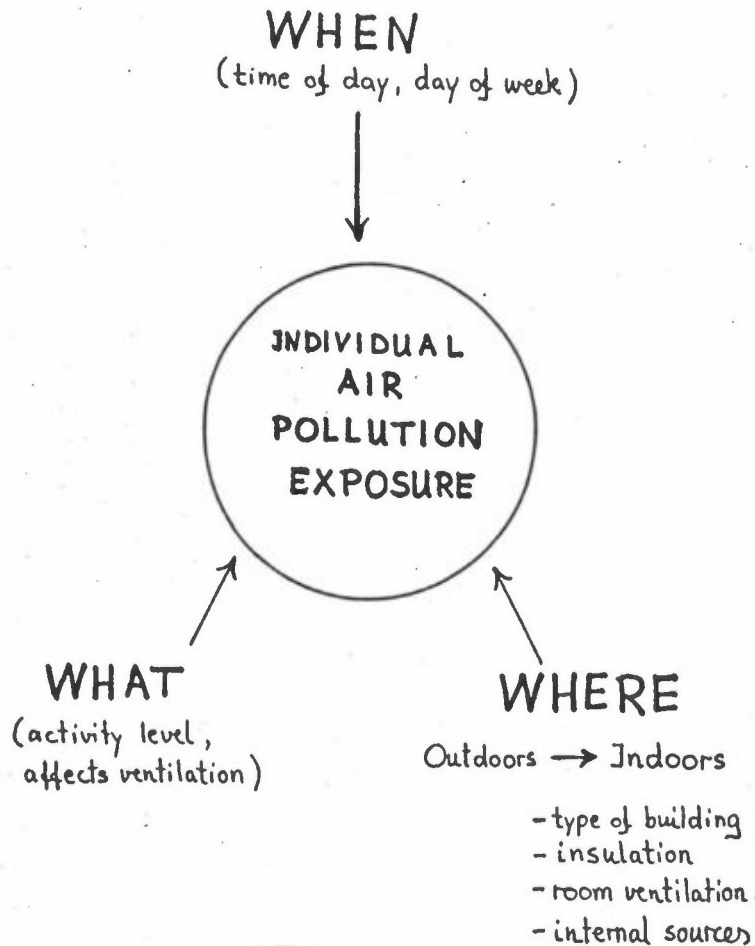 WHEN
(time of day, day of week)
INDIVIDUAL
AIR
POLLUTION
EXPOSURE
WHAT
(activity level,
affects ventilation)
WHERE
Outdoors → Indoors
- type of building
- insulation
- room ventilation
- internal sources